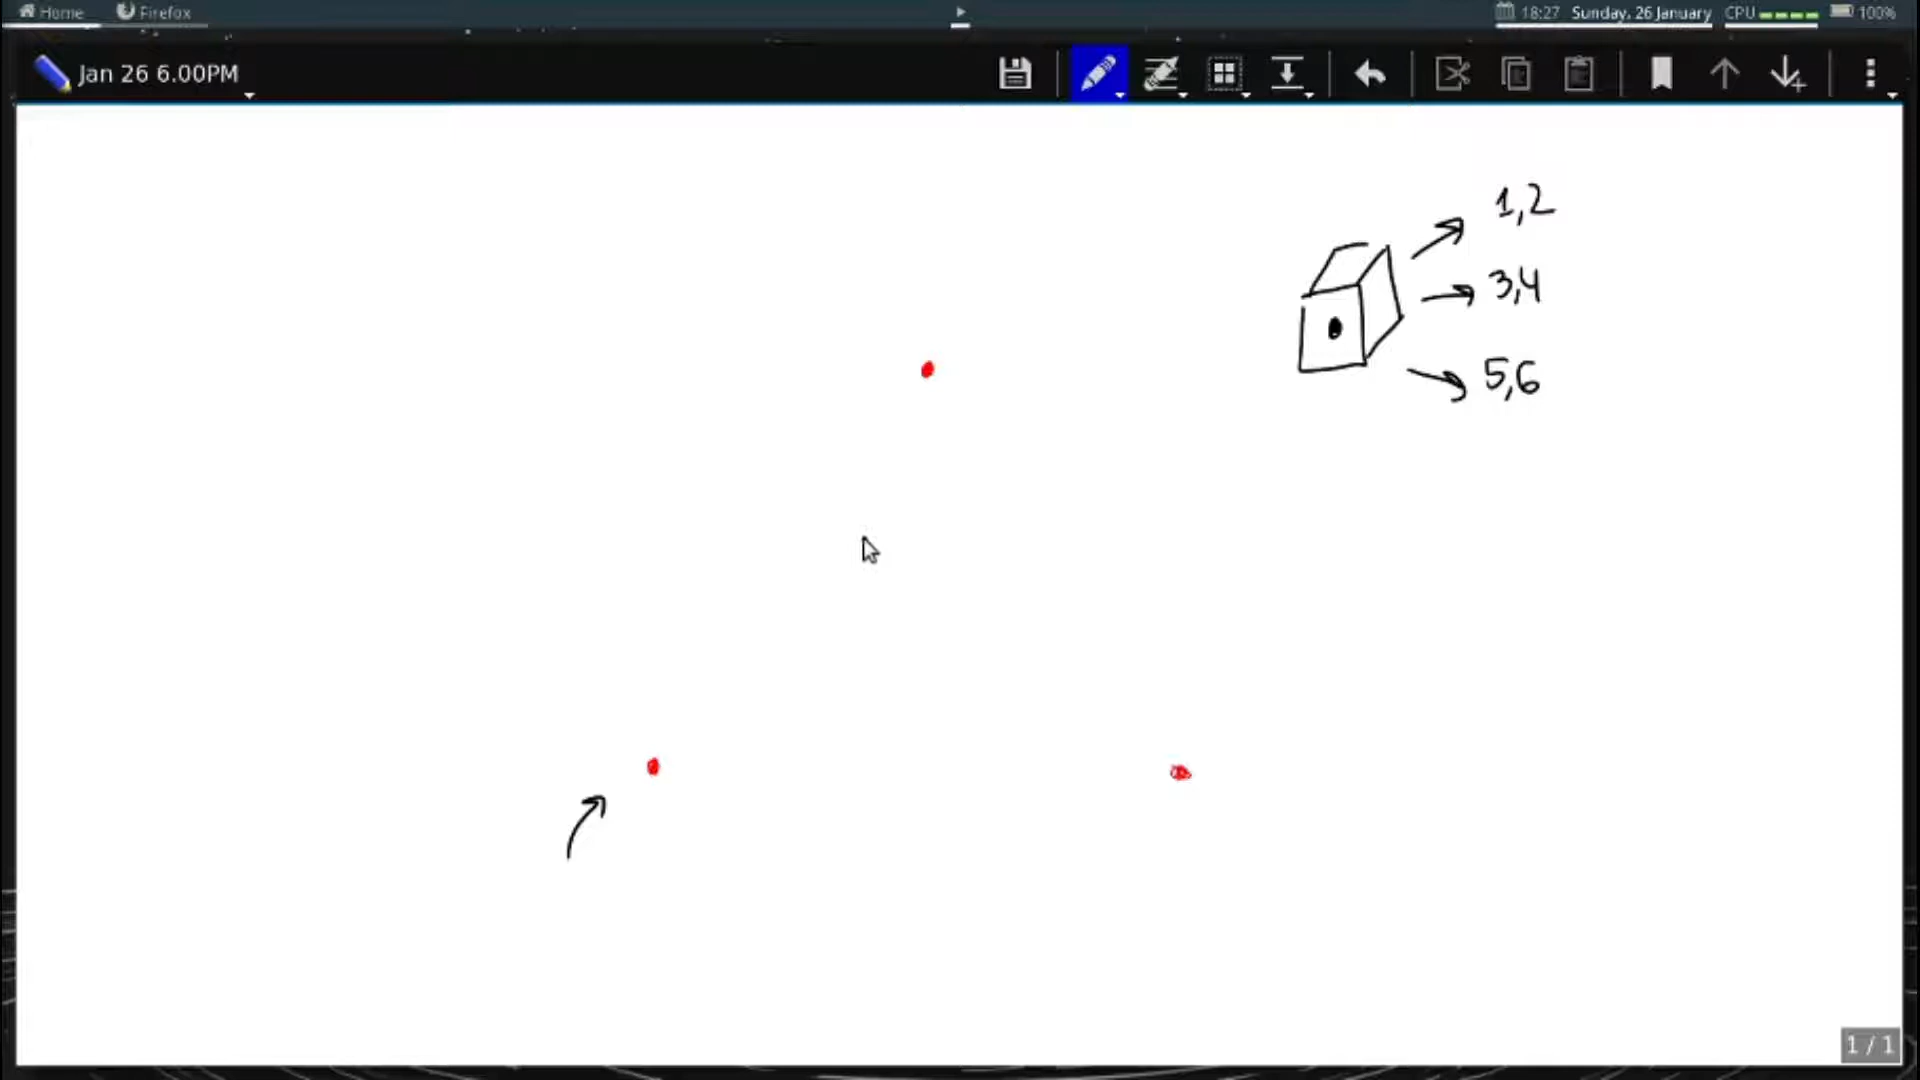 Home Firefox 18:27 Sunday, 26 January CPU 100%
Jan 26 6.00PM
1,2
3,4
5,6
1 / 1